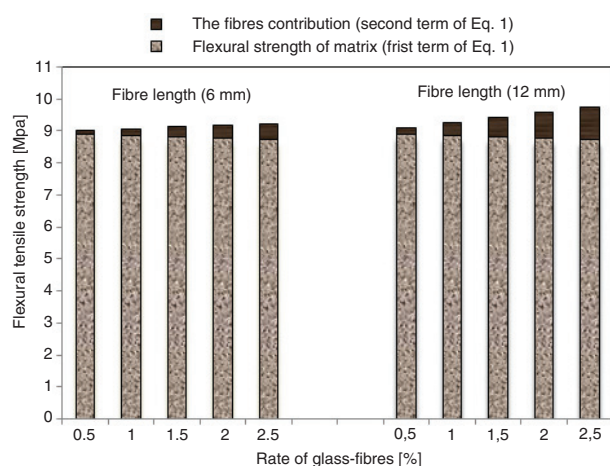 The fibres contribution (second term of Eq. 1)
Flexural strength of matrix (frist term of Eq. 1)
Flexural tensile strength [Mpa]
11
10
9
8
7
6
5
4
3
2
1
0
Fibre length (6 mm)
Fibre length (12 mm)
0.5 1 1.5 2 2.5 0,5 1 1,5 2 2,5
Rate of glass-fibres [%]